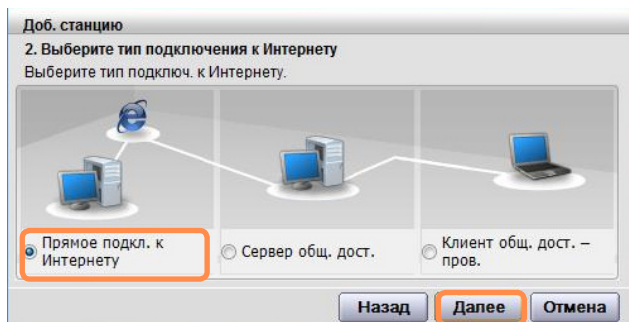 Доб. станцию
2. Выберите тип подключения к Интернету
Выберите тип подключ. к Интернету.
Прямое подкл. к
Интернету
Сервер общ. дост.
Клиент общ. дост. –
пров.
Назад Далее Отмена